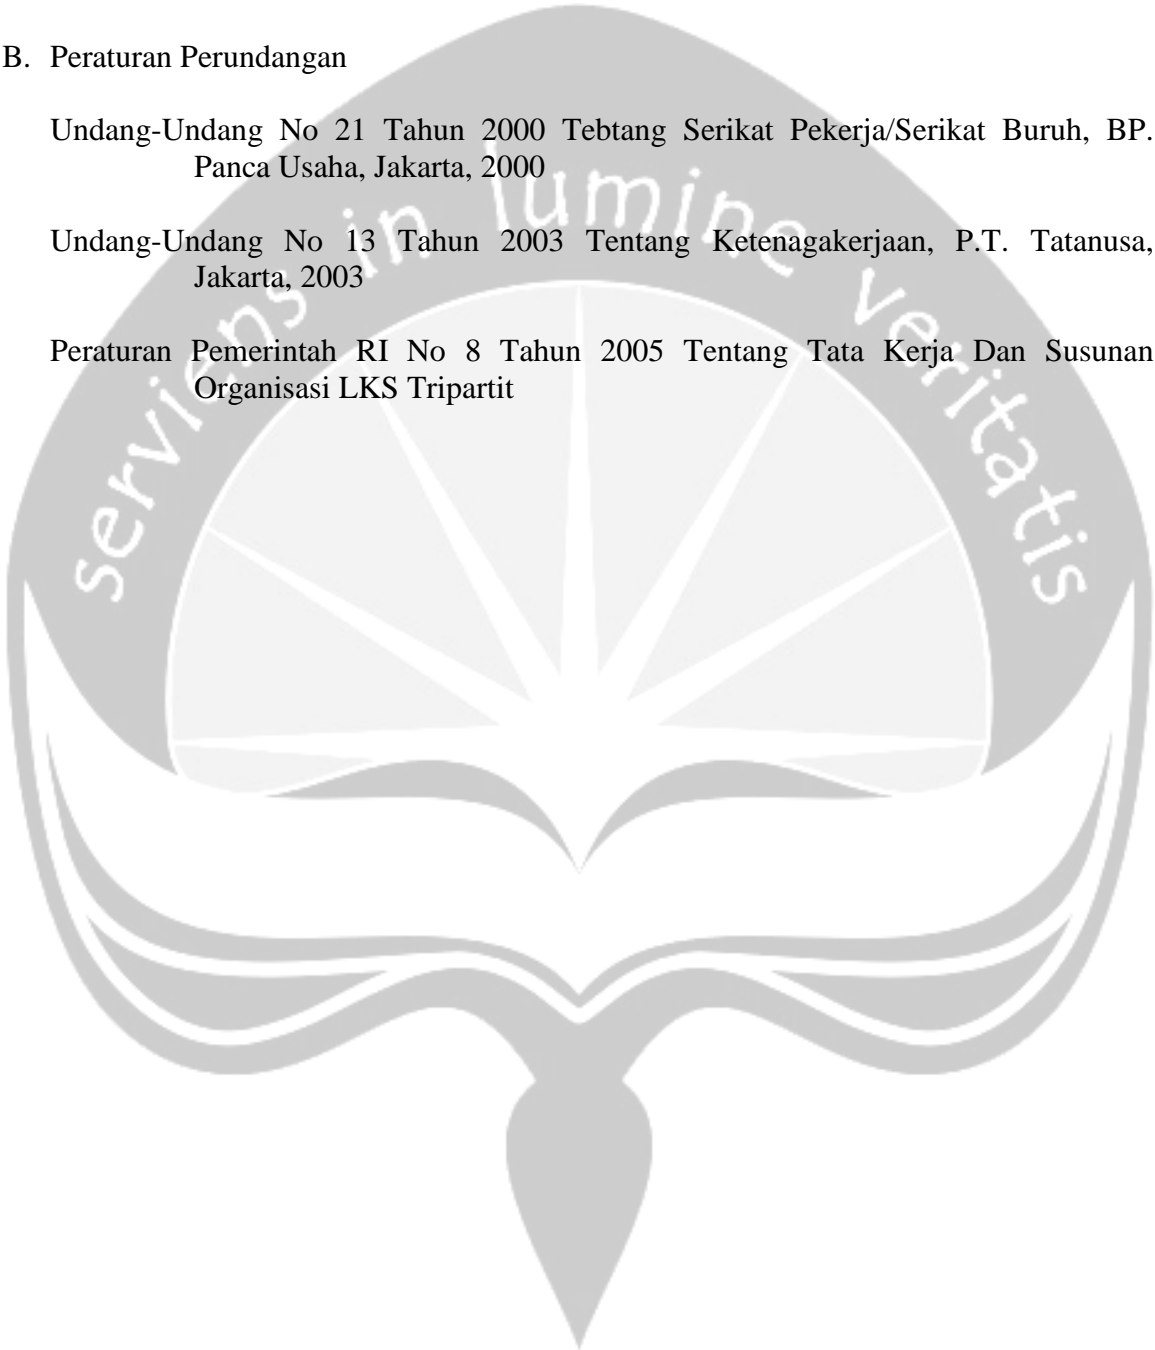 B. Peraturan Perundangan
Undang-Undang No 21 Tahun 2000 Tebtang Serikat Pekerja/Serikat Buruh, BP.
Panca Usaha, Jakarta, 2000
Undang-Undang No 13 Tahun 2003 Tentang Ketenagakerjaan, P.T. Tatanusa,
Jakarta, 2003
Peraturan Pemerintah RI No 8 Tahun 2005 Tentang Tata Kerja Dan Susunan
Organisasi LKS Tripartit
serviens in lumine veritatis